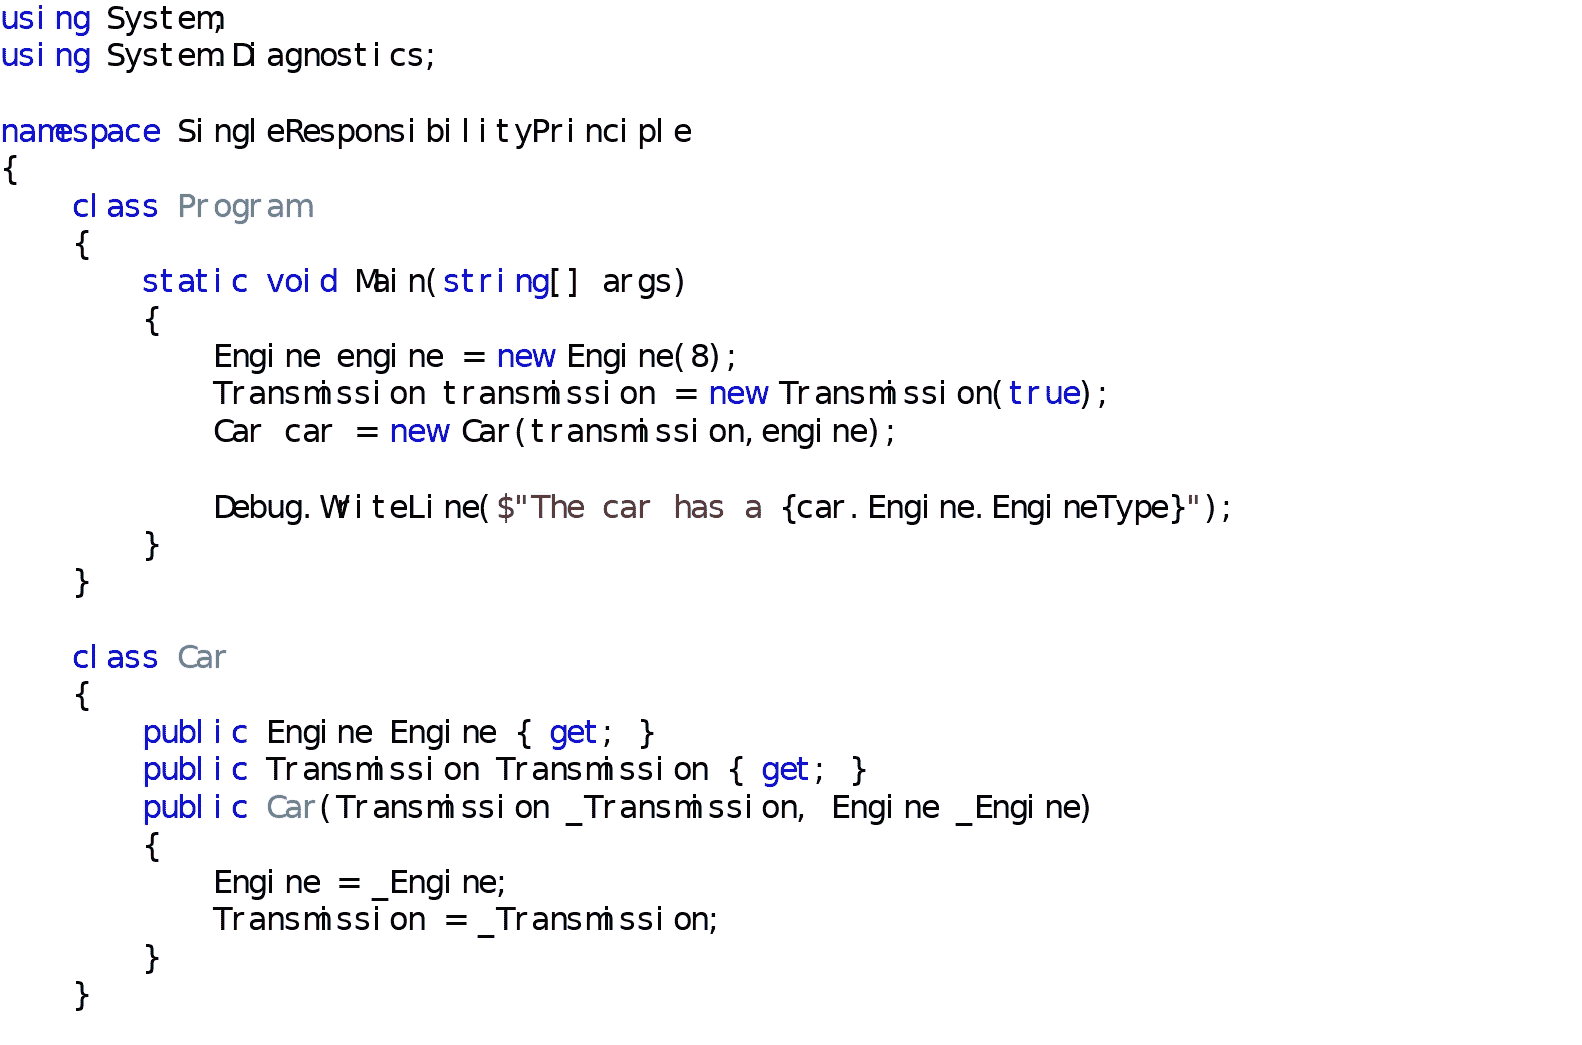 using System;
using System.Diagnostics;

namespace SingleResponsibilityPrinciple
{
    class Program
    {
        static void Main(string[] args)
        {
            Engine engine = new Engine(8);
            Transmission transmission = new Transmission(true);
            Car car = new Car(transmission,engine);

            Debug.WriteLine($"The car has a {car.Engine.EngineType}");
        }
    }

    class Car
    {
        public Engine Engine { get; }
        public Transmission Transmission { get; }
        public Car(Transmission _Transmission, Engine _Engine)
        {
            Engine = _Engine;
            Transmission = _Transmission;
        }
    }